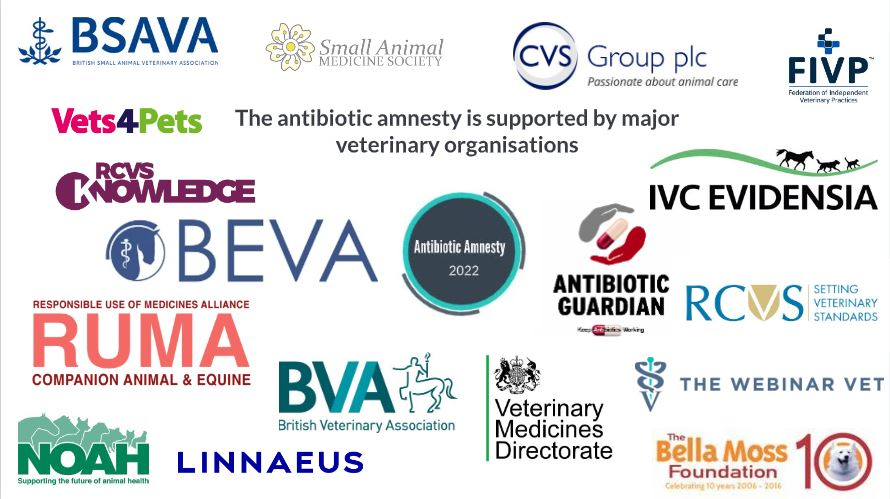 BSAVA
BRITISH SMALL ANIMAL VETERINARY ASSOCIATION
Small Animal
MEDICINE SOCIETY
CVS Group plc
Passionate about animal care
FIVP™
Federation of Independent
Veterinary Practices
Vets4Pets
The antibiotic amnesty is supported by major
veterinary organisations
RCVS
KNOWLEDGE
IVC EVIDENSIA
BEVA
Antibiotic Amnesty
2022
ANTIBIOTIC
GUARDIAN
Keep Antibiotics Working
RCVS
SETTING
VETERINARY
STANDARDS
RESPONSIBLE USE OF MEDICINES ALLIANCE
RUMA
COMPANION ANIMAL & EQUINE
BVA
British Veterinary Association
Veterinary
Medicines
Directorate
THE WEBINAR VET
NOAH
Supporting the future of animal health
LINNAEUS
The
Bella Moss
Foundation
Celebrating 10 years 2006 - 2016
10